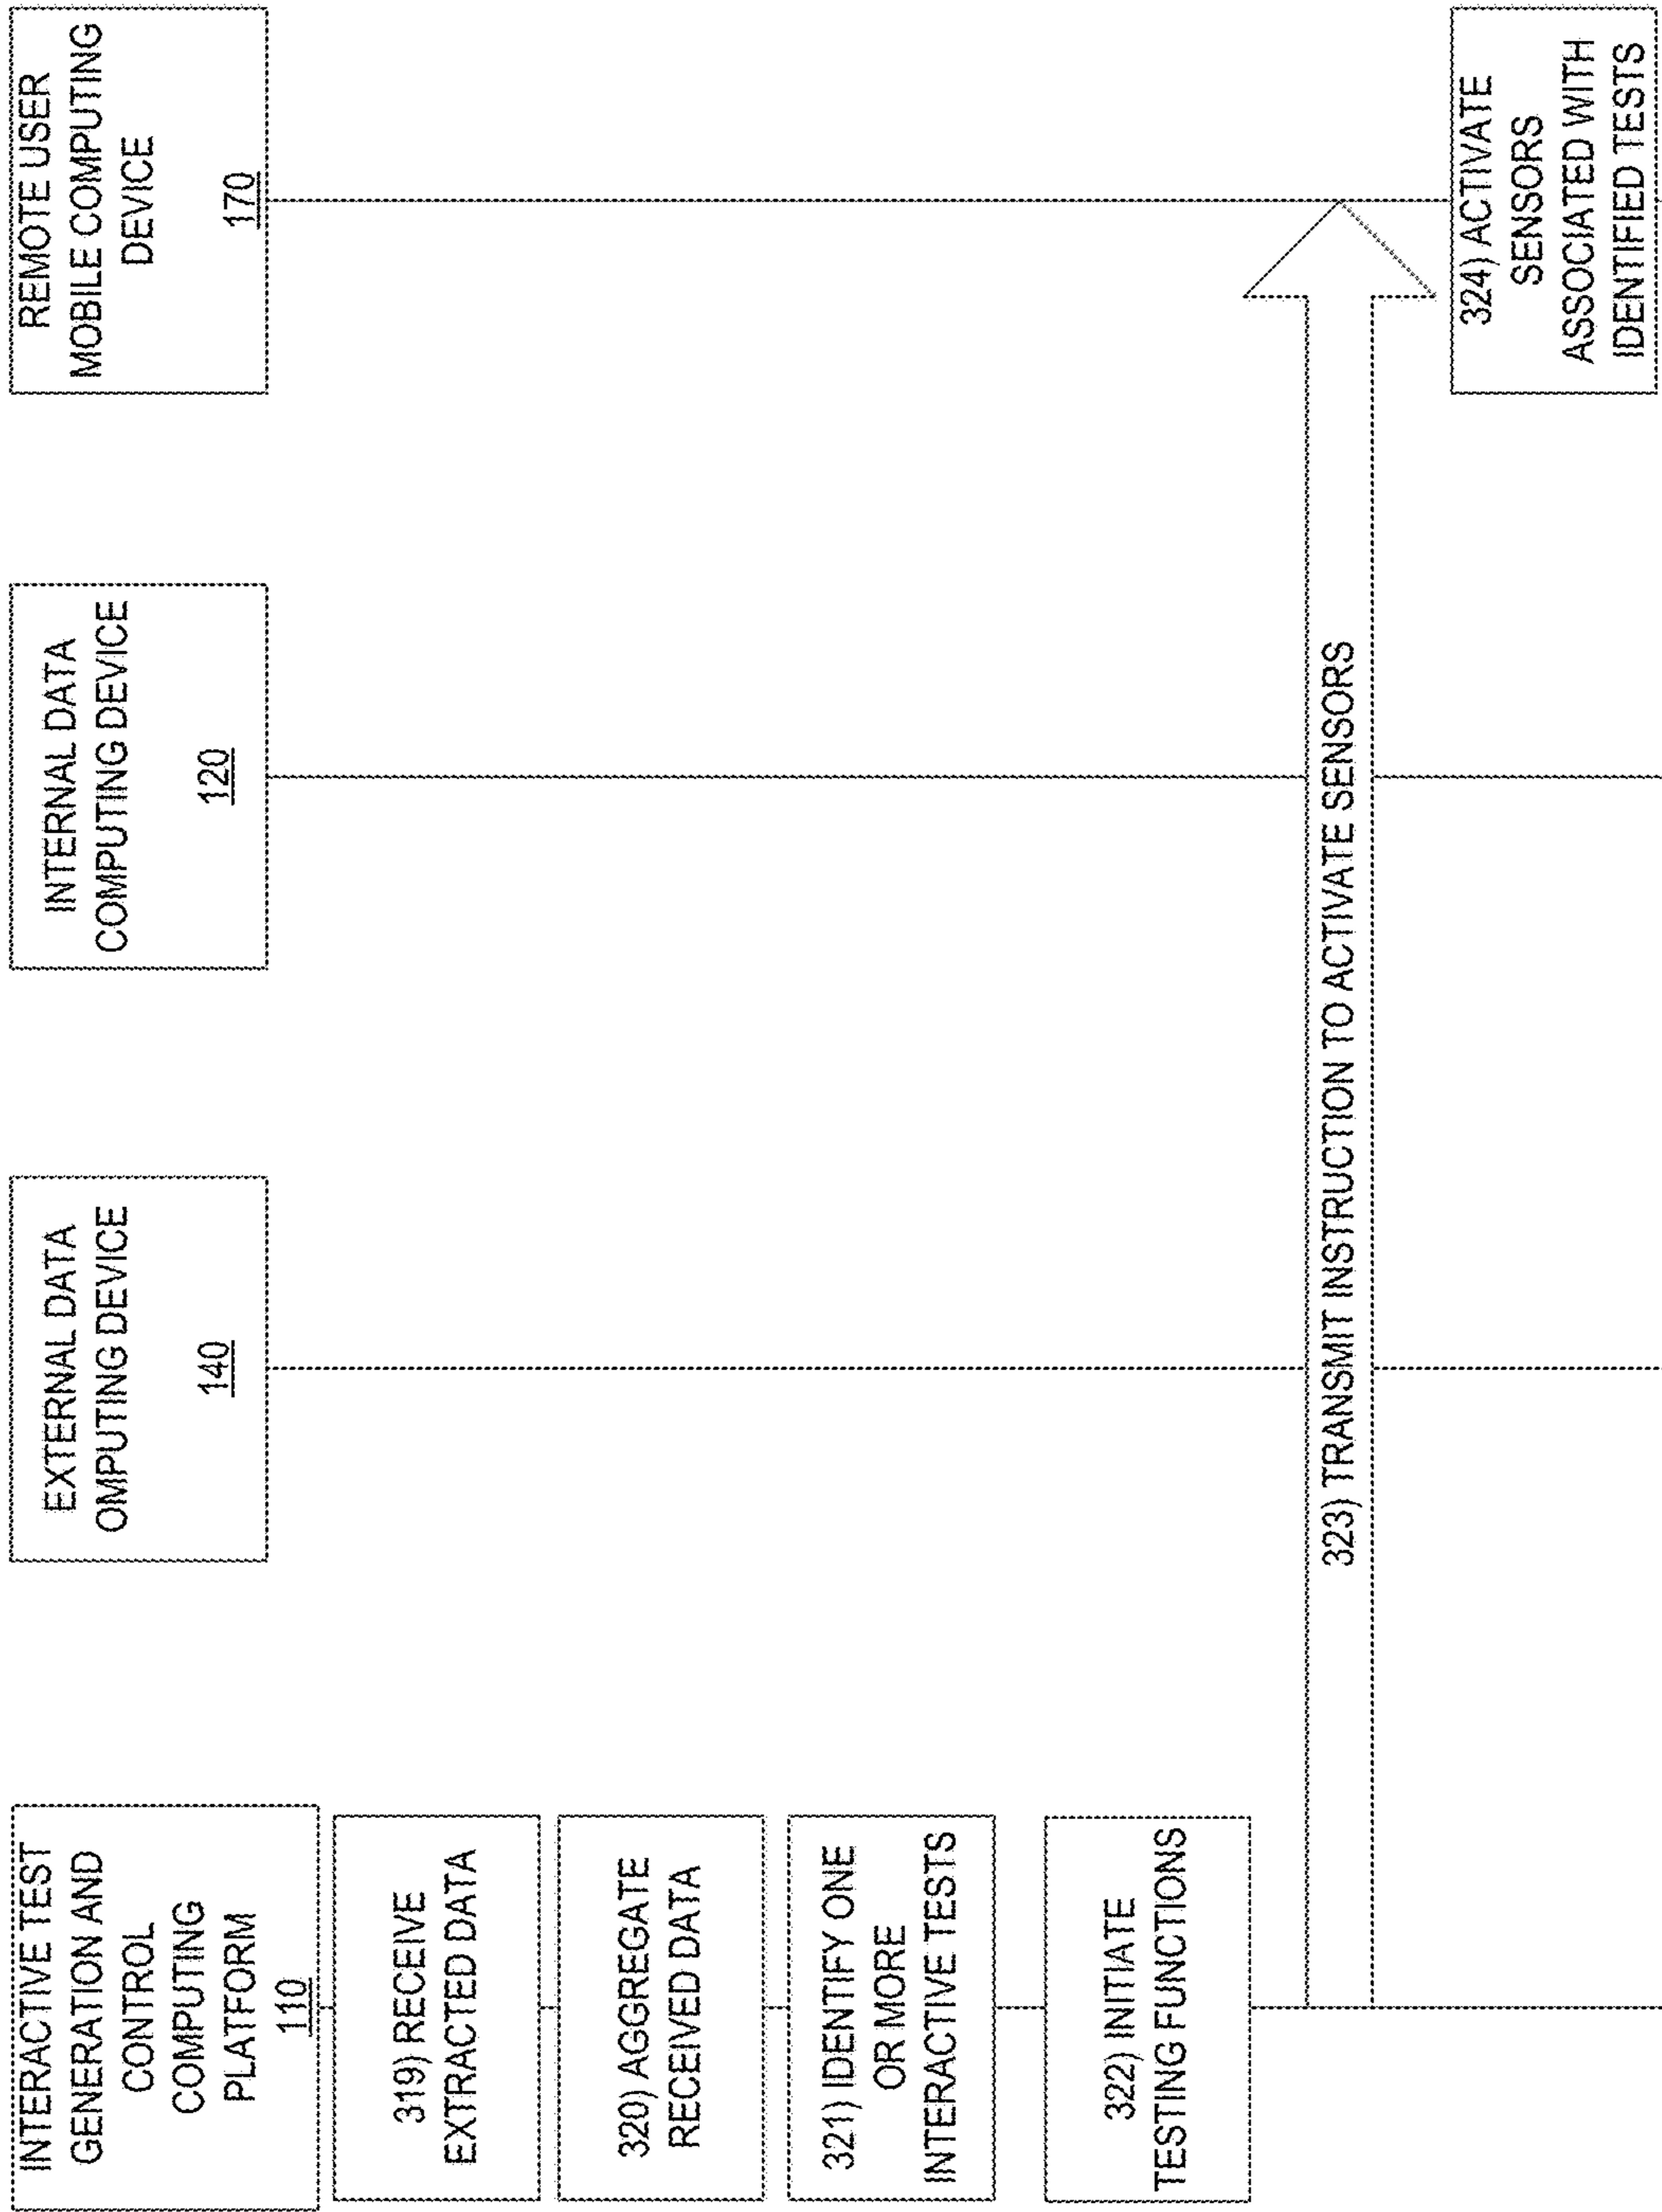 INTERACTIVE TEST
GENERATION AND
CONTROL
COMPUTING
PLATFORM
110
EXTERNAL DATA
OMPUTING DEVICE
140
INTERNAL DATA
COMPUTING DEVICE
120
REMOTE USER
MOBILE COMPUTING
DEVICE
170
319) RECEIVE
EXTRACTED DATA
320) AGGREGATE
RECEIVED DATA
321) IDENTIFY ONE
OR MORE
INTERACTIVE TESTS
322) INITIATE
TESTING FUNCTIONS
323) TRANSMIT INSTRUCTION TO ACTIVATE SENSORS
324) ACTIVATE
SENSORS
ASSOCIATED WITH
IDENTIFIED TESTS